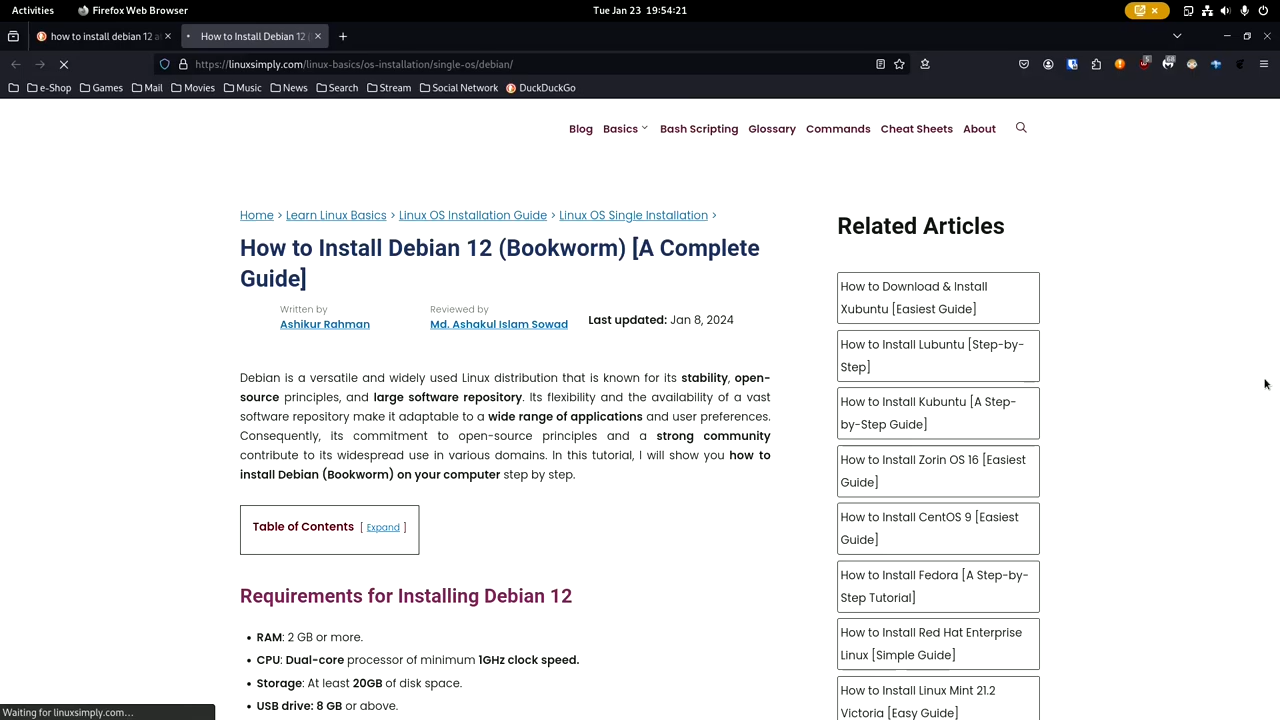 Activities
Firefox Web Browser
Tue Jan 23 19:54:21
how to install debian 12 a
How to Install Debian 12 (
https://linuxsimply.com/linux-basics/os-installation/single-os/debian/
e-Shop
Games
Mail
Movies
Music
News
Search
Stream
Social Network
DuckDuckGo
Blog
Basics
Bash Scripting
Glossary
Commands
Cheat Sheets
About
Home > Learn Linux Basics > Linux OS Installation Guide > Linux OS Single Installation >
How to Install Debian 12 (Bookworm) [A Complete
Guide]
Written by
Ashikur Rahman
Reviewed by
Md. Ashakul Islam Sowad
Last updated: Jan 8, 2024
Debian is a versatile and widely used Linux distribution that is known for its stability, open-
source principles, and large software repository. Its flexibility and the availability of a vast
software repository make it adaptable to a wide range of applications and user preferences.
Consequently, its commitment to open-source principles and a strong community
contribute to its widespread use in various domains. In this tutorial, I will show you how to
install Debian (Bookworm) on your computer step by step.
Table of Contents [ Expand ]
Requirements for Installing Debian 12
• RAM: 2 GB or more.
• CPU: Dual-core processor of minimum 1GHz clock speed.
• Storage: At least 20GB of disk space.
• USB drive: 8 GB or above.
Related Articles
How to Download & Install
Xubuntu [Easiest Guide]
How to Install Lubuntu [Step-by-
Step]
How to Install Kubuntu [A Step-
by-Step Guide]
How to Install Zorin OS 16 [Easiest
Guide]
How to Install CentOS 9 [Easiest
Guide]
How to Install Fedora [A Step-by-
Step Tutorial]
How to Install Red Hat Enterprise
Linux [Simple Guide]
How to Install Linux Mint 21.2
Victoria [Easy Guide]
Waiting for linuxsimply.com…